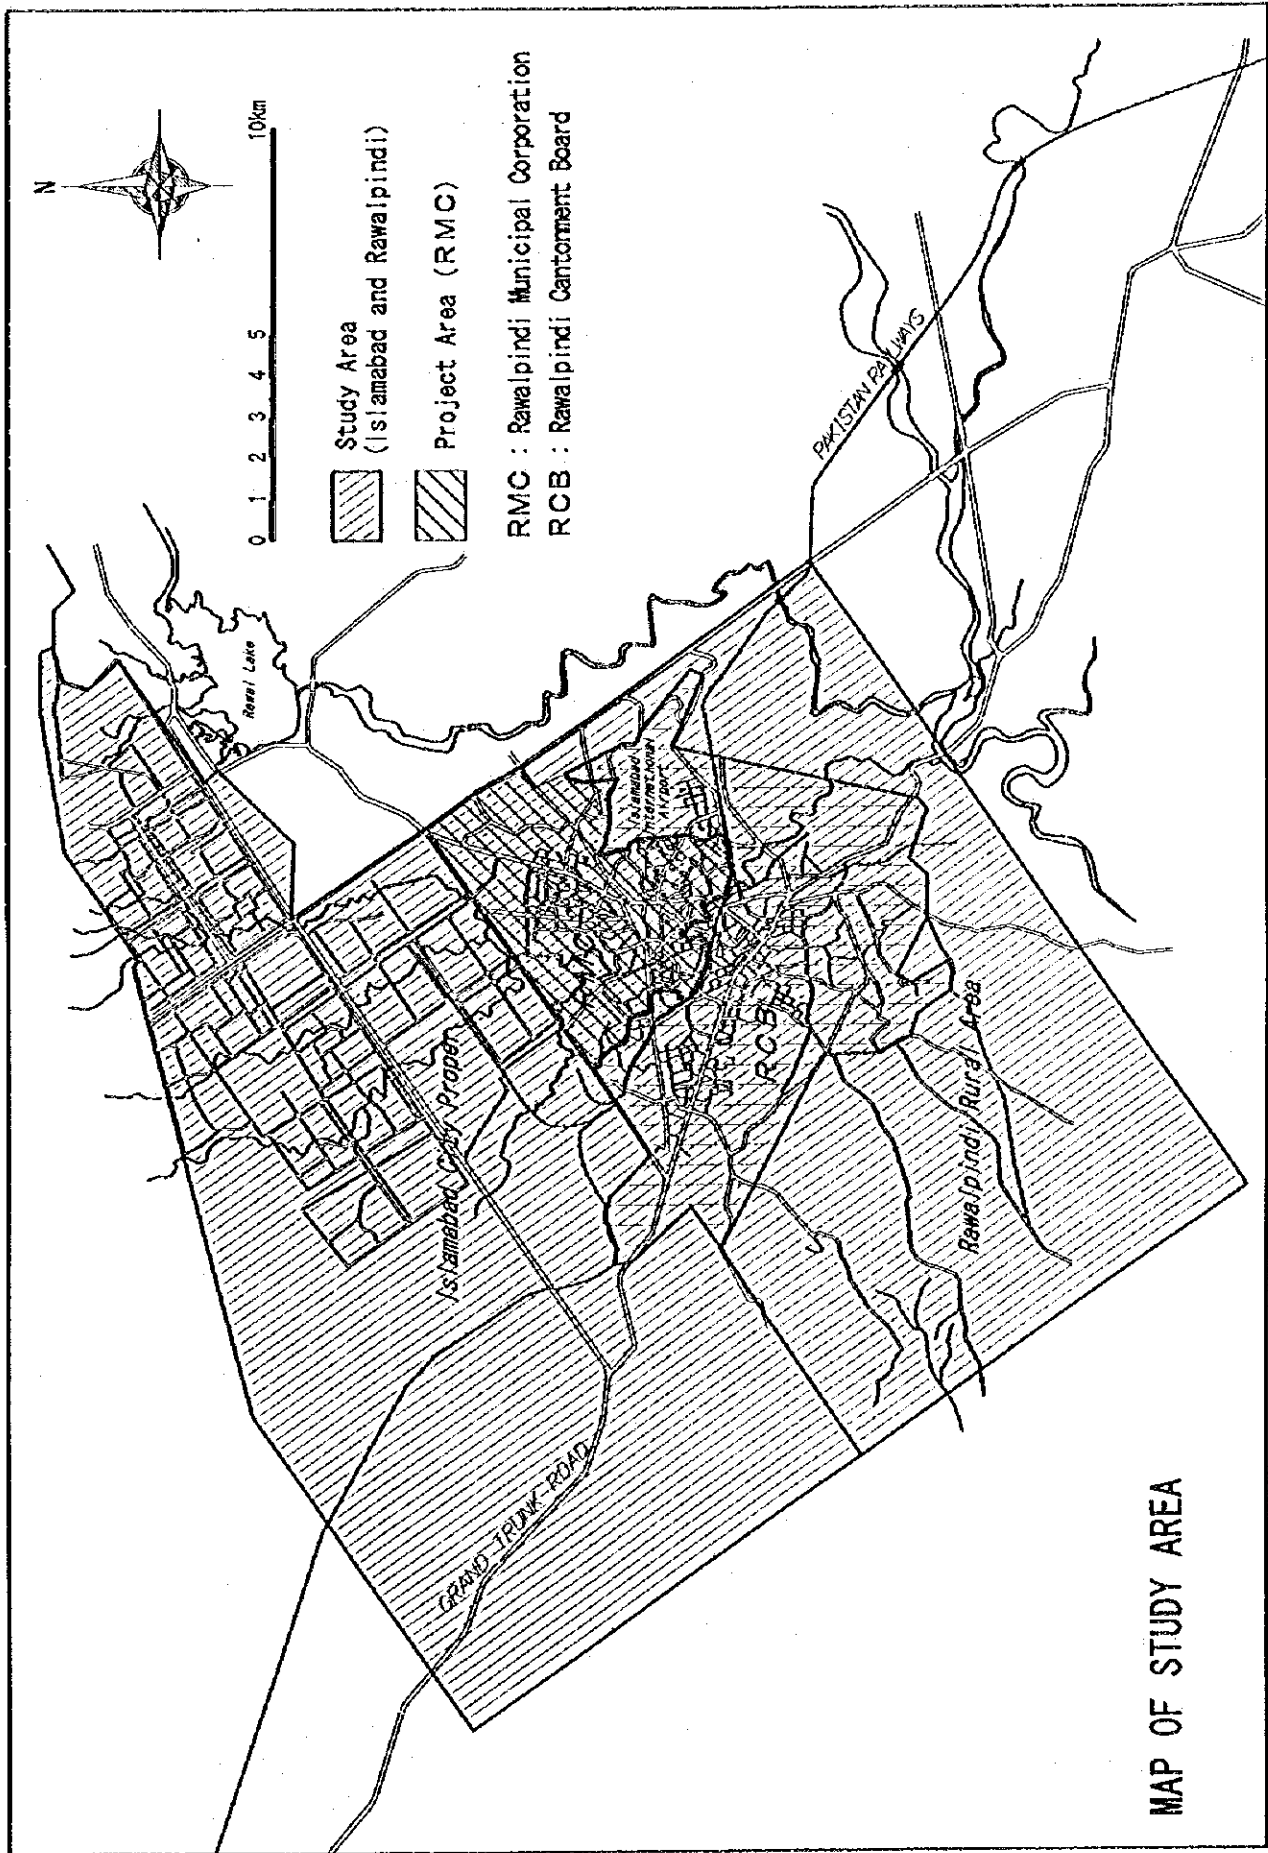 N
0 1 2 3 4 5 10km
Study Area
(Islamabad and Rawalpindi)
Project Area (RMC)
RMC : Rawalpindi Municipal Corporation
RCB : Rawalpindi Cantonment Board
Rawal Lake
Islamabad City Proper
RMC
Islamabad
International
Airport
RCB
PAKISTAN RAILWAYS
GRAND TRUNK ROAD
Rawalpindi Rural Area
MAP OF STUDY AREA